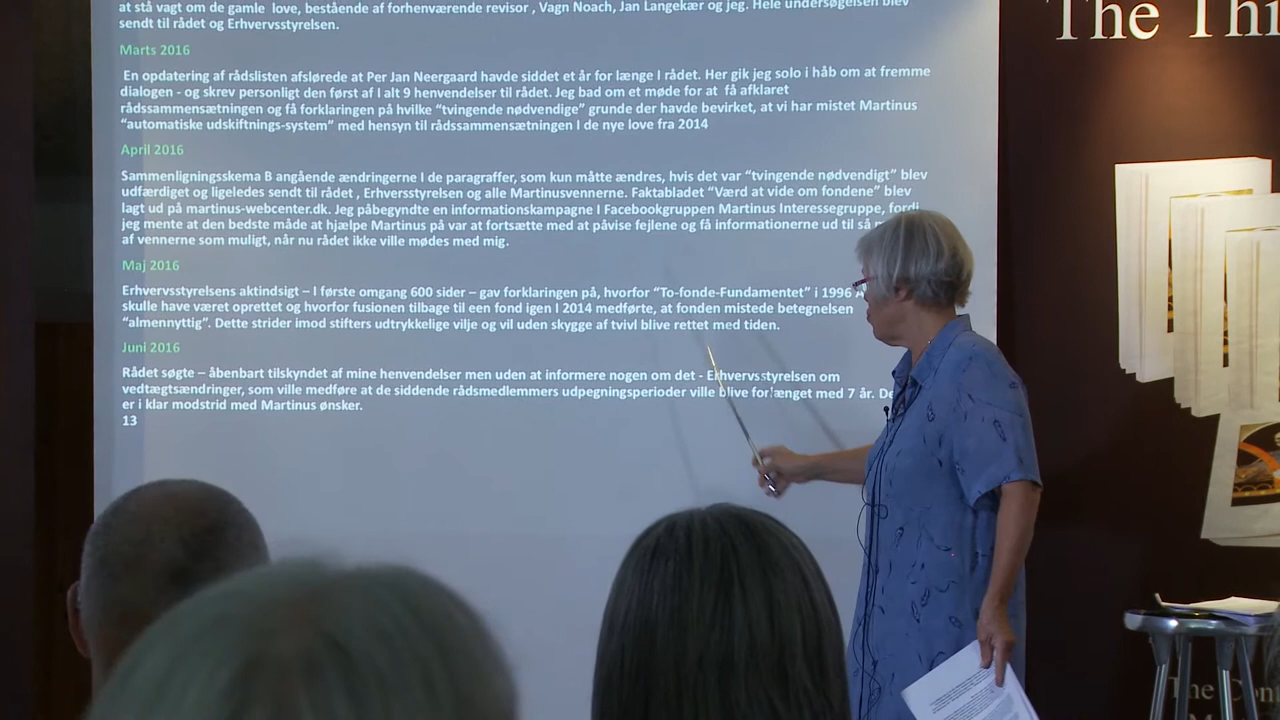 at stå vagt om de gamle love, bestående af forhenværende revisor , Vagn Noach, Jan Langekær og jeg. Hele undersøgelsen blev
sendt til rådet og Erhvervsstyrelsen.
Marts 2016
En opdatering af rådslisten afslørede at Per Jan Neergaard havde siddet et år for længe I rådet. Her gik jeg solo i håb om at fremme
dialogen - og skrev personligt den først af I alt 9 henvendelser til rådet. Jeg bad om et møde for at få afklaret
rådssammensætningen og få forklaringen på hvilke “tvingende nødvendige” grunde der havde bevirket, at vi har mistet Martinus
“automatiske udskiftnings-system” med hensyn til rådssammensætningen I de nye love fra 2014
April 2016
Sammenligningsskema B angående ændringerne I de paragraffer, som kun måtte ændres, hvis det var “tvingende nødvendigt” blev
udfærdiget og ligeledes sendt til rådet , Erhversstyrelsen og alle Martinusvennerne. Faktabladet “Værd at vide om fondene” blev
lagt ud på martinus-webcenter.dk. Jeg påbegyndte en informationskampagne I Facebookgruppen Martinus Interessegruppe, fordi
jeg mente at den bedste måde at hjælpe Martinus på var at fortsætte med at påvise fejlene og få informationerne ud til så
af vennerne som muligt, når nu rådet ikke ville mødes med mig.
Maj 2016
Erhvervsstyrelsens aktindsigt – I første omgang 600 sider – gav forklaringen på, hvorfor “To-fonde-Fundamentet” i 1996
skulle have været oprettet og hvorfor fusionen tilbage til een fond igen I 2014 medførte, at fonden mistede betegnelsen
“almennyttig”. Dette strider imod stifters udtrykkelige vilje og vil uden skygge af tvivl blive rettet med tiden.
Juni 2016
Rådet søgte – åbenbart tilskyndet af mine henvendelser men uden at informere nogen om det - Erhvervsstyrelsen om
vedtægtsændringer, som ville medføre at de siddende rådsmedlemmers udpegningsperioder ville blive forlænget med 7 år.
er i klar modstrid med Martinus ønsker.
13
The Thi
The Cont